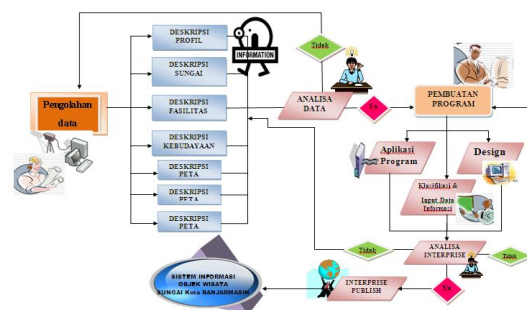 Pengolahan
data
DESKRIPSI
PROFIL
DESKRIPSI
SUNGAI
DESKRIPSI
FASILITAS
DESKRIPSI
KEBUDAYAAN
DESKRIPSI
PETA
DESKRIPSI
PETA
DESKRIPSI
PETA
INFORMATION
Tidak
ANALISA
DATA
Ya
PEMBUATAN
PROGRAM
Aplikasi
Program
Design
Klasifikasi &
Input Data
Informasi
Tidak
ANALISA
INTERPRISE
Tidak
Ya
INTERPRISE
PUBLISH
SISTEM INFORMASI
OBJEK WISATA
SUNGAI Kota BANJARMASIN